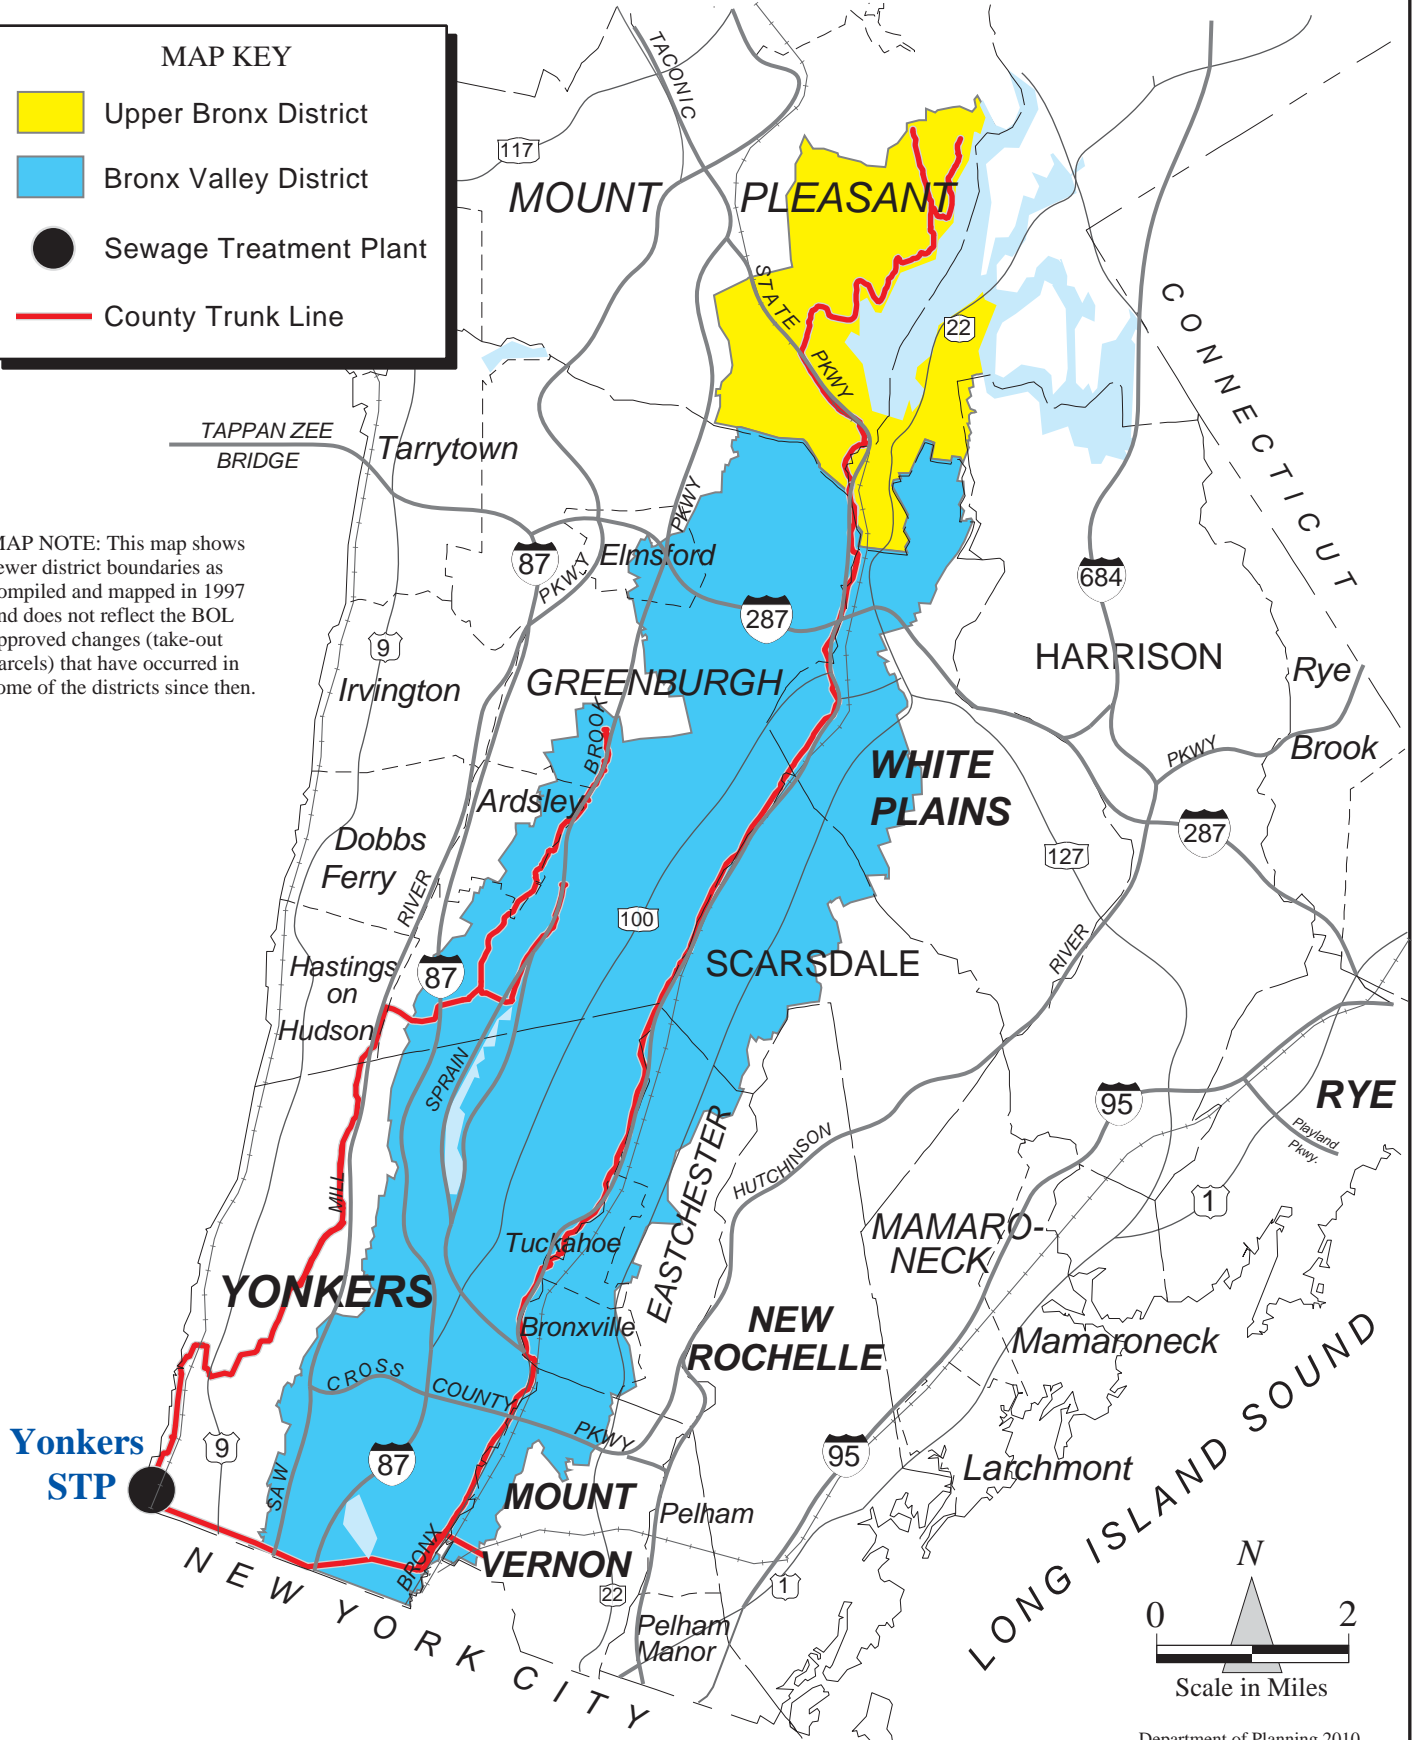 MAP KEY
Upper Bronx District
Bronx Valley District
Sewage Treatment Plant
County Trunk Line
TACONIC
117
MOUNT PLEASANT
STATE
PKWY
22
CONNECTICUT
TAPPAN ZEE
BRIDGE
Tarrytown
MAP NOTE: This map shows
ewer district boundaries as
ompiled and mapped in 1997
nd does not reflect the BOL
pproved changes (take-out
arcels) that have occurred in
ome of the districts since then.
PKWY
87
PKWY
Elmsford
287
684
9
Irvington
GREENBURGH
HARRISON
Rye
Brook
BROOK
PKWY
WHITE
PLAINS
Ardsley
Dobbs
Ferry
RIVER
287
127
100
SCARSDALE
RIVER
Hastings
on
Hudson
87
SPRAIN
95
RYE
Playland
Pkwy.
EASTCHESTER
HUTCHINSON
MILL
1
MAMARO-
NECK
Tuckahoe
YONKERS
Bronxville
NEW
ROCHELLE
Mamaroneck
CROSS
COUNTY
PKWY
LONG ISLAND SOUND
Yonkers
STP
9
87
95
Larchmont
SAW
MOUNT
VERNON
Pelham
BRONX
22
1
Pelham
Manor
NEW YORK CITY
N
0 2
Scale in Miles
Department of Planning 2010